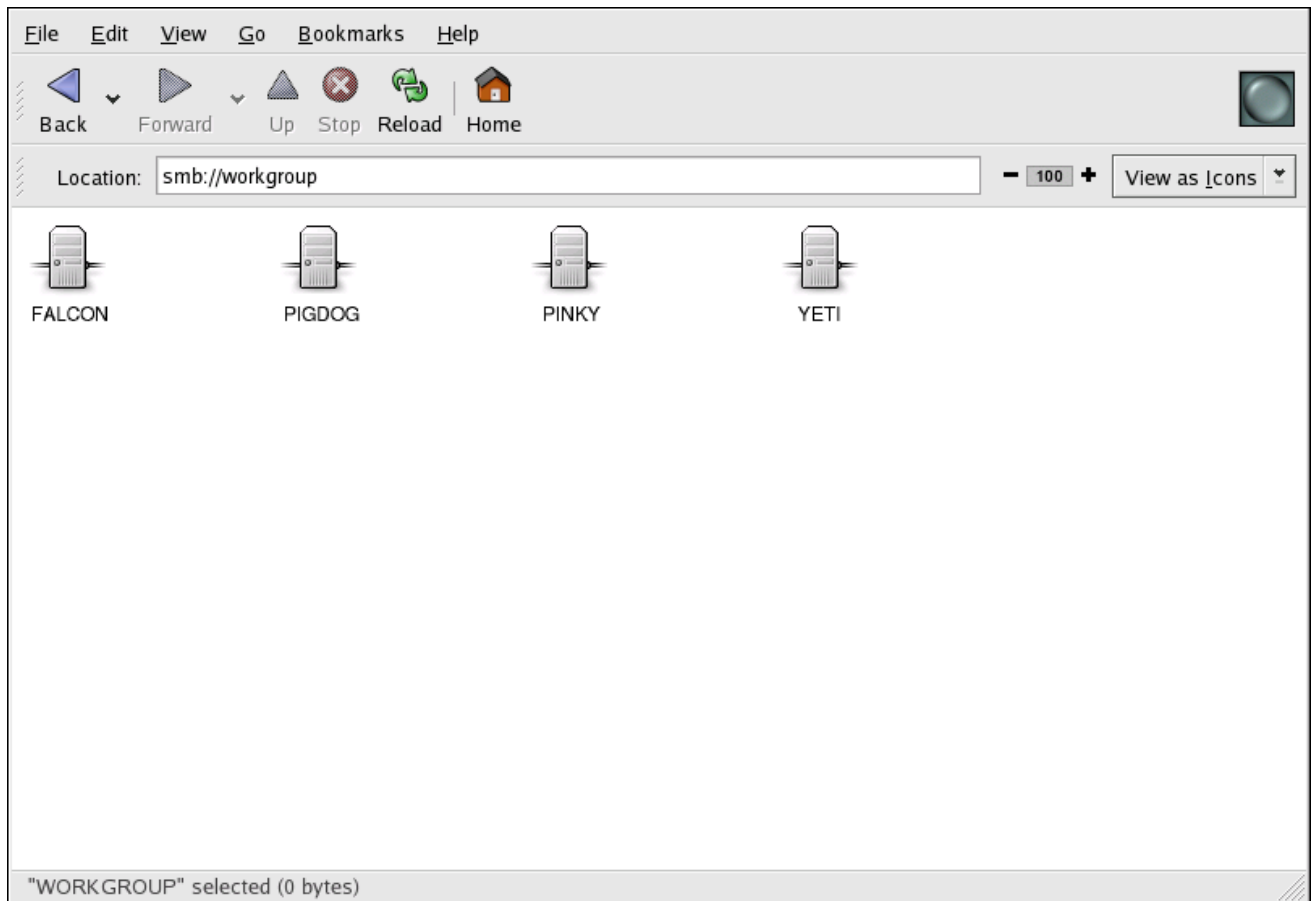 File Edit View Go Bookmarks Help
Back Forward Up Stop Reload Home
Location: smb://workgroup 100 View as Icons
FALCON PIGDOG PINKY YETI
"WORKGROUP" selected (0 bytes)